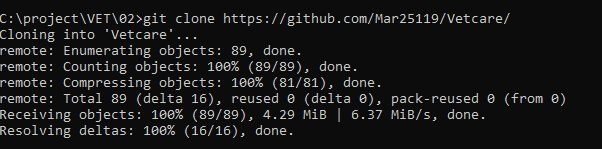 C:\project\VET\02>git clone https://github.com/Mar25119/Vetcare/
Cloning into 'Vetcare'...
remote: Enumerating objects: 89, done.
remote: Counting objects: 100% (89/89), done.
remote: Compressing objects: 100% (81/81), done.
remote: Total 89 (delta 16), reused 0 (delta 0), pack-reused 0 (from 0)
Receiving objects: 100% (89/89), 4.29 MiB | 6.37 MiB/s, done.
Resolving deltas: 100% (16/16), done.